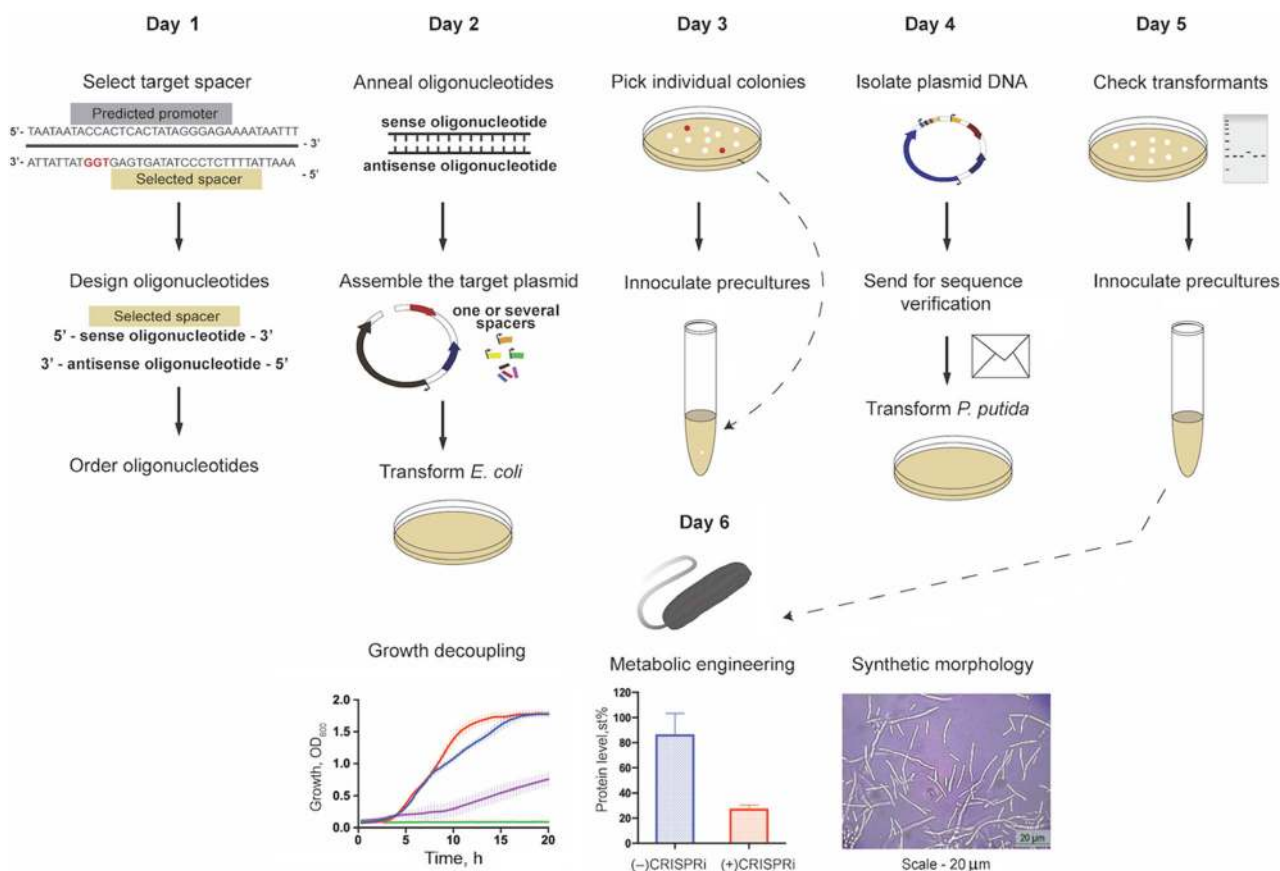 Day 1
Select target spacer
Predicted promoter
5'- TAATAATACCACTCACTATAGGGAGAAAATAATTT
- 3'
3'- ATTATTATGGTGAGTGATATCCCTCTTTTATTAAA
- 5'
Selected spacer
Design oligonucleotides
Selected spacer
5' - sense oligonucleotide - 3'
3' - antisense oligonucleotide - 5'
Order oligonucleotides
Day 2
Anneal oligonucleotides
sense oligonucleotide
antisense oligonucleotide
Assemble the target plasmid
one or several
spacers
Transform E. coli
Day 3
Pick individual colonies
Innoculate precultures
Day 4
Isolate plasmid DNA
Send for sequence
verification
Transform P. putida
Day 5
Check transformants
Innoculate precultures
Day 6
Growth decoupling
Growth, OD600
2.0
1.5
1.0
0.5
0.0
0 5 10 15 20
Time, h
Metabolic engineering
Protein level,st%
120
100
80
60
40
20
0
(–)CRISPRi (+)CRISPRi
Synthetic morphology
20 µm
Scale - 20 µm